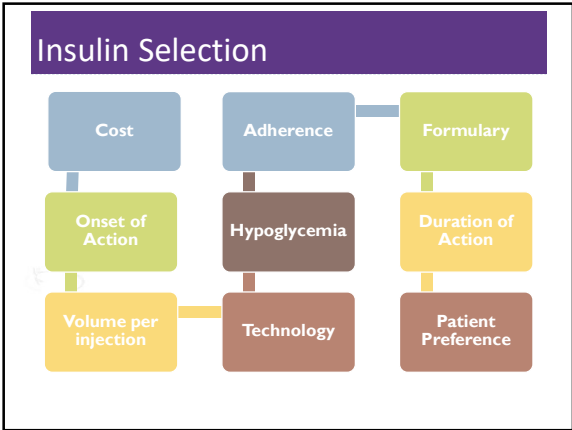 Insulin Selection
Cost
Adherence
Formulary
Onset of
Action
Hypoglycemia
Duration of
Action
Volume per
injection
Technology
Patient
Preference